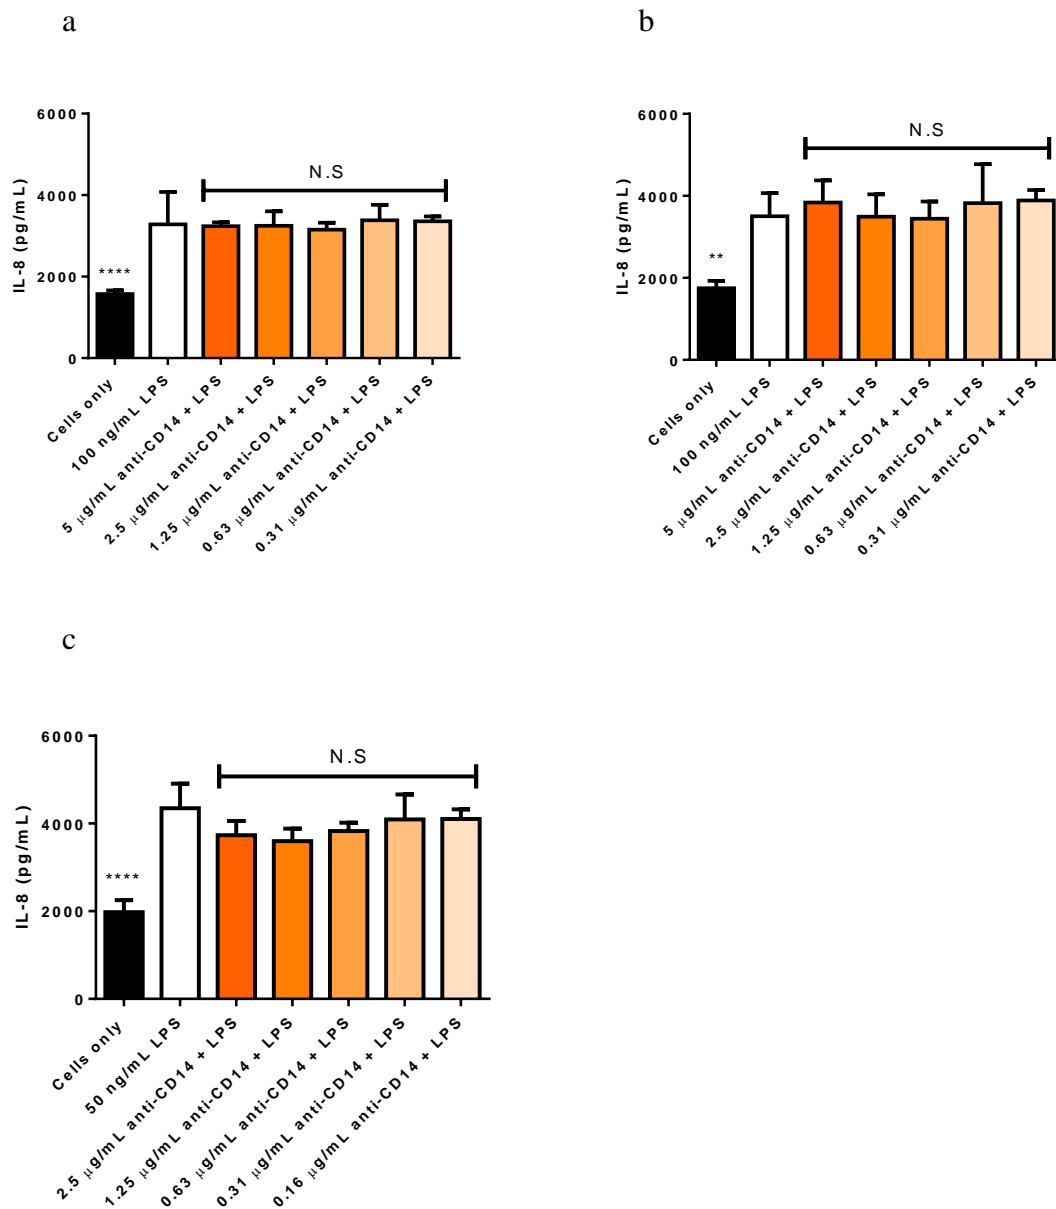 a
6000
4000
2000
0
IL-8 (pg/mL)
N.S
****
Cells only
100 ng/mL LPS
5 μg/mL anti-CD14 + LPS
2.5 μg/mL anti-CD14 + LPS
1.25 μg/mL anti-CD14 + LPS
0.63 μg/mL anti-CD14 + LPS
0.31 μg/mL anti-CD14 + LPS
b
6000
4000
2000
0
IL-8 (pg/mL)
N.S
**
Cells only
100 ng/mL LPS
5 μg/mL anti-CD14 + LPS
2.5 μg/mL anti-CD14 + LPS
1.25 μg/mL anti-CD14 + LPS
0.63 μg/mL anti-CD14 + LPS
0.31 μg/mL anti-CD14 + LPS
c
6000
4000
2000
0
IL-8 (pg/mL)
N.S
****
Cells only
50 ng/mL LPS
2.5 μg/mL anti-CD14 + LPS
1.25 μg/mL anti-CD14 + LPS
0.63 μg/mL anti-CD14 + LPS
0.31 μg/mL anti-CD14 + LPS
0.16 μg/mL anti-CD14 + LPS